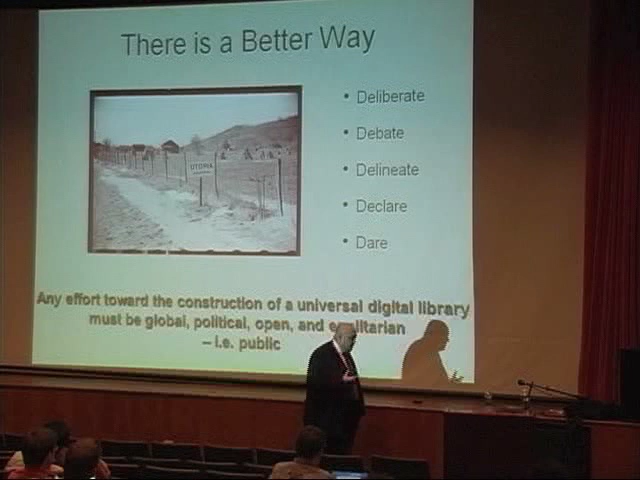 There is a Better Way
UTOPIA
• Deliberate
• Debate
• Delineate
• Declare
• Dare
Any effort toward the construction of a universal digital library
must be global, political, open, and egalitarian
– i.e. public